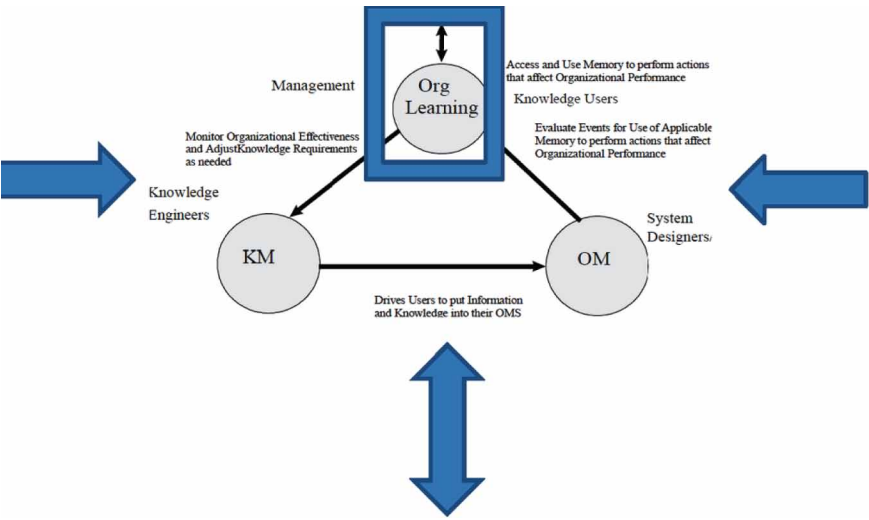 Access and Use Memory to perform actions
that affect Organizational Performance
Management
Org
Learning
Knowledge Users
Monitor Organizational Effectiveness
and AdjustKnowledge Requirements
as needed
Evaluate Events for Use of Applicable
Memory to perform actions that affect
Organizational Performance
Knowledge
Engineers
System
Designers/
KM
OM
Drives Users to put Information
and Knowledge into their OMS